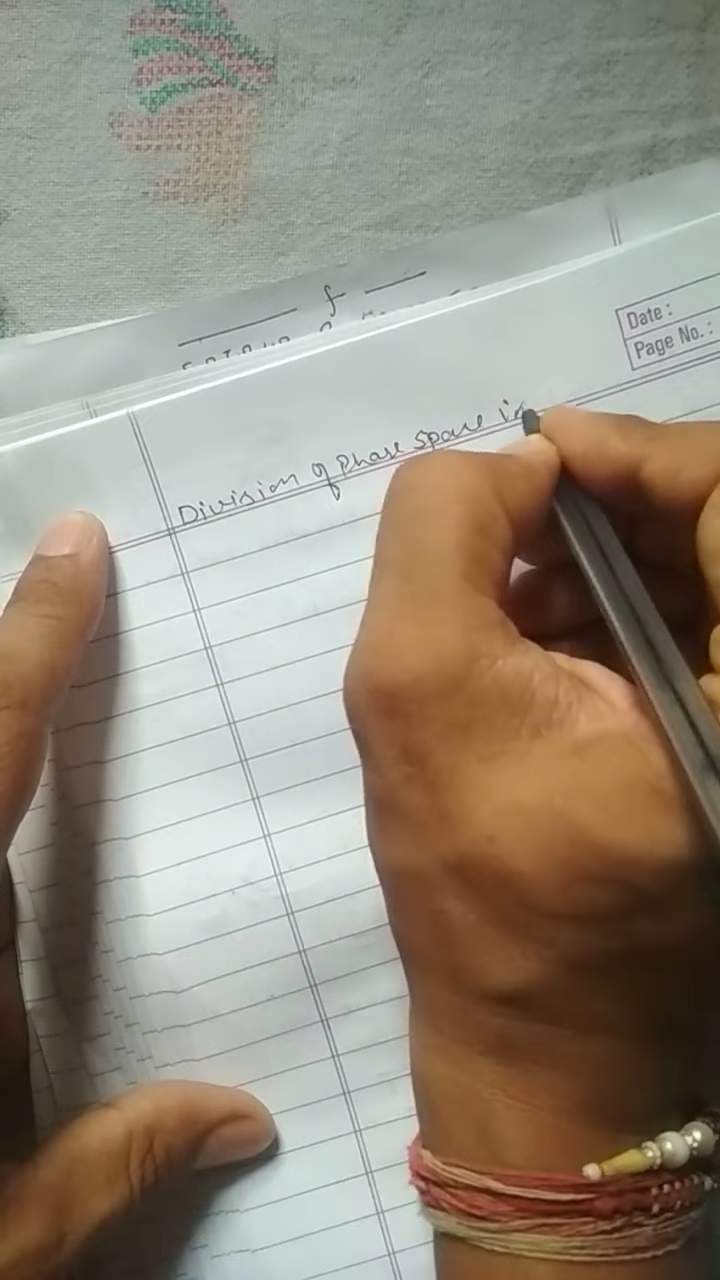 Date :
Page No. :
Division of Phase Space in